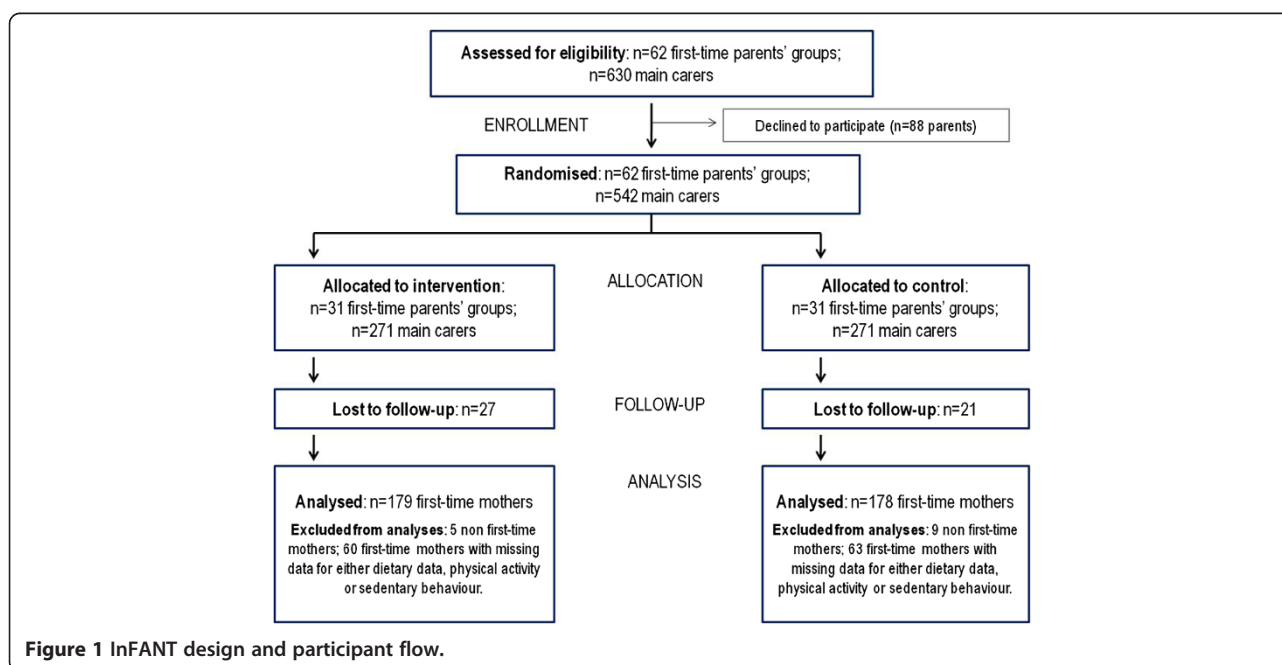 Assessed for eligibility: n=62 first-time parents' groups;
n=630 main carers
ENROLLMENT
Declined to participate (n=88 parents)
Randomised: n=62 first-time parents' groups;
n=542 main carers
ALLOCATION
Allocated to intervention:
n=31 first-time parents' groups;
n=271 main carers
Allocated to control:
n=31 first-time parents' groups;
n=271 main carers
FOLLOW-UP
Lost to follow-up: n=27
Lost to follow-up: n=21
ANALYSIS
Analysed: n=179 first-time mothers
Excluded from analyses: 5 non first-time
mothers; 60 first-time mothers with missing
data for either dietary data, physical activity
or sedentary behaviour.
Analysed: n=178 first-time mothers
Excluded from analyses: 9 non first-time
mothers; 63 first-time mothers with
missing data for either dietary data,
physical activity or sedentary behaviour.
Figure 1 InFANT design and participant flow.